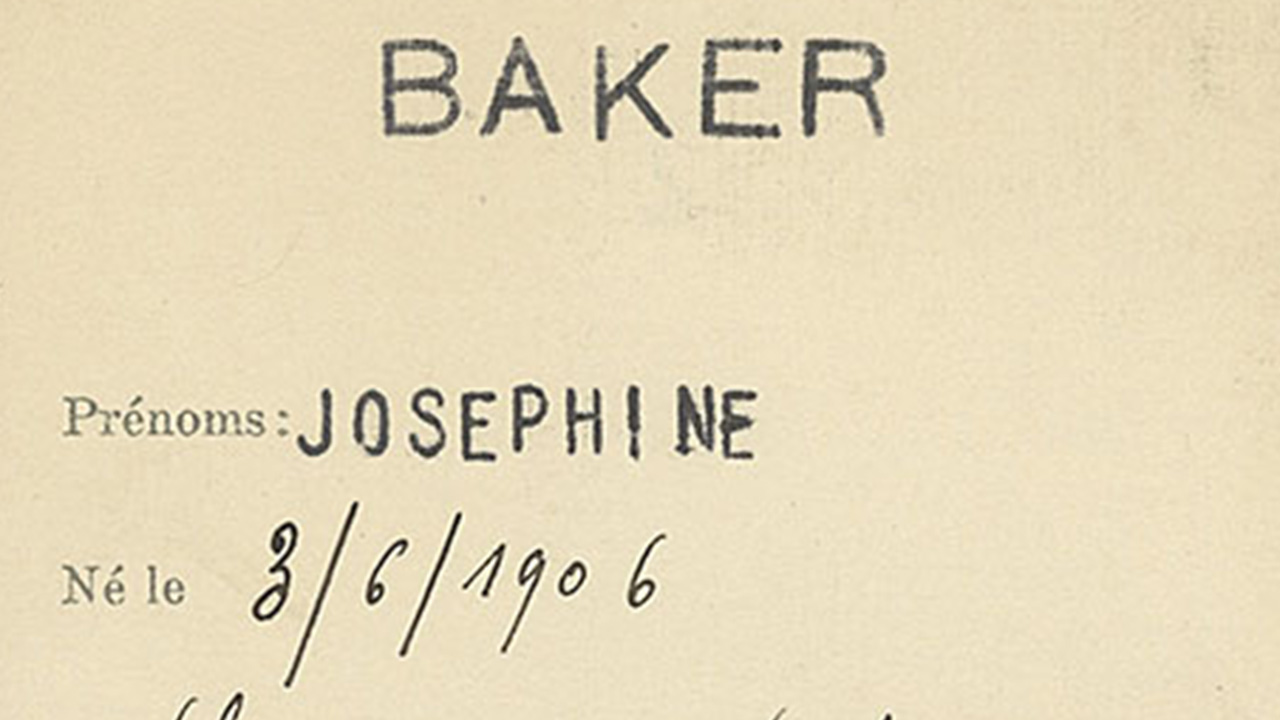 BAKER
Prénoms: JOSEPHINE
Né le 3/6/1906